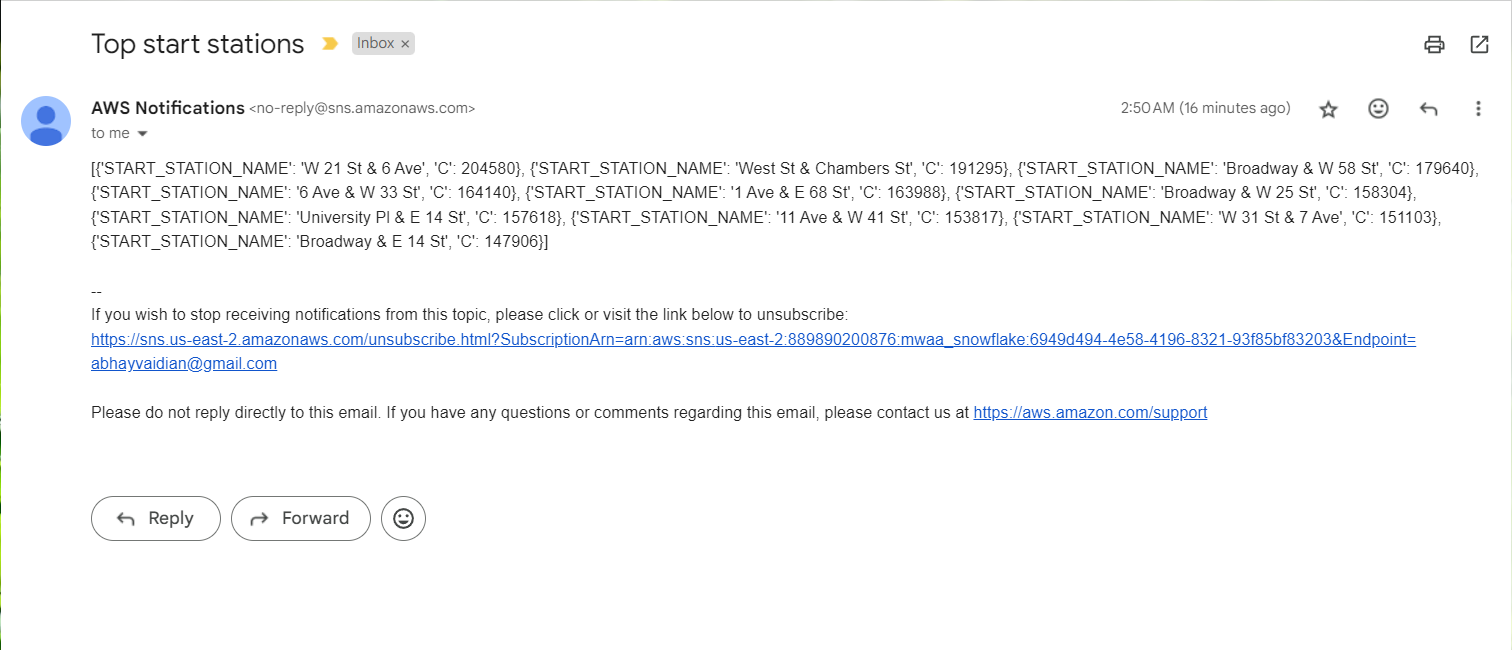 Top start stations Inbox ×
AWS Notifications <no-reply@sns.amazonaws.com> 2:50 AM (16 minutes ago)
to me
[{'START_STATION_NAME': 'W 21 St & 6 Ave', 'C': 204580}, {'START_STATION_NAME': 'West St & Chambers St', 'C': 191295}, {'START_STATION_NAME': 'Broadway & W 58 St', 'C': 179640},
{'START_STATION_NAME': '6 Ave & W 33 St', 'C': 164140}, {'START_STATION_NAME': '1 Ave & E 68 St', 'C': 163988}, {'START_STATION_NAME': 'Broadway & W 25 St', 'C': 158304},
{'START_STATION_NAME': 'University Pl & E 14 St', 'C': 157618}, {'START_STATION_NAME': '11 Ave & W 41 St', 'C': 153817}, {'START_STATION_NAME': 'W 31 St & 7 Ave', 'C': 151103},
{'START_STATION_NAME': 'Broadway & E 14 St', 'C': 147906}]
--
If you wish to stop receiving notifications from this topic, please click or visit the link below to unsubscribe:
https://sns.us-east-2.amazonaws.com/unsubscribe.html?SubscriptionArn=arn:aws:sns:us-east-2:889890200876:mwaa_snowflake:6949d494-4e58-4196-8321-93f85bf83203&Endpoint=
abhayvaidian@gmail.com
Please do not reply directly to this email. If you have any questions or comments regarding this email, please contact us at https://aws.amazon.com/support
Reply Forward